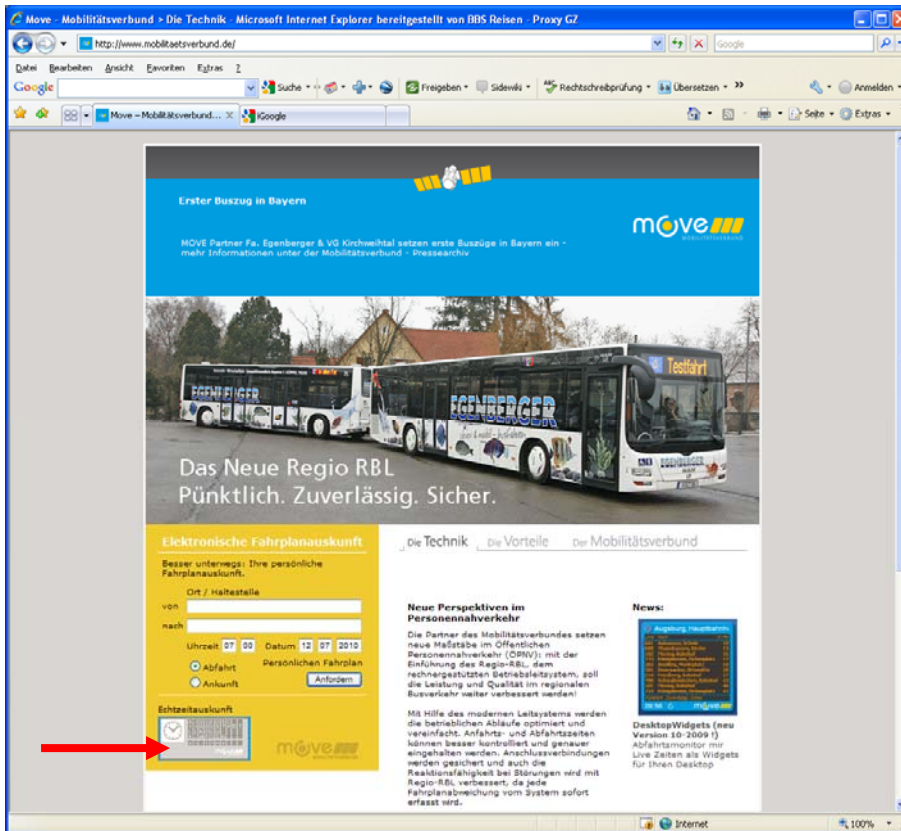 Move - Mobilitätsverbund > Die Technik - Microsoft Internet Explorer bereitgestellt von BBS Reisen - Proxy GZ
http://www.mobilitaetsverbund.de/
Google
Datei Bearbeiten Ansicht Favoriten Extras ?
Google Suche Freigeben Sidewiki Rechtschreibprüfung Übersetzen Anmelden
Move – Mobilitätsverbund... iGoogle Seite Extras
Erster Buszug in Bayern
move
MOBILITÄTSVERBUND
MOVE Partner Fa. Egenberger & VG Kirchweihtal setzen erste Buszüge in Bayern ein -
mehr Informationen unter der Mobilitätsverbund - Pressearchiv
Testfahrt
EGENBERGER
EGENBERGER
EGENBERGER
Das Neue Regio RBL
Pünktlich. Zuverlässig. Sicher.
Elektronische Fahrplanauskunft
Besser unterwegs: Ihre persönliche
Fahrplanauskunft.
Ort / Haltestelle
von
nach
Uhrzeit 07 00 Datum 12 07 2010
Abfahrt Persönlichen Fahrplan
Ankunft Anfordern
Echtzeitauskunft
move
MOBILITÄTSVERBUND
Die Technik Die Vorteile Der Mobilitätsverbund
Neue Perspektiven im
Personennahverkehr
Die Partner des Mobilitätsverbundes setzen
neue Maßstabe im Öffentlichen
Personennahverkehr (ÖPNV): mit der
Einführung des Regio-RBL, dem
rechnergestützten Betriebsleitsystem, soll
die Leistung und Qualität im regionalen
Busverkehr weiter verbessert werden!
Mit Hilfe des modernen Leitsystems werden
die betrieblichen Abläufe optimiert und
vereinfacht. Anfahrts- und Abfahrtszeiten
können besser kontrolliert und genauer
eingehalten werden. Anschlussverbindungen
werden gesichert und auch die
Reaktionsfähigkeit bei Störungen wird mit
Regio-RBL verbessert, da jede
Fahrplanabweichung vom System sofort
erfasst wird.
News:
Augsburg, Hauptbahnhof
move
DesktopWidgets (neu
Version 10-2009 !)
Abfahrtsmonitor mir
Live Zeiten als Widgets
für Ihren Desktop
Internet
100%